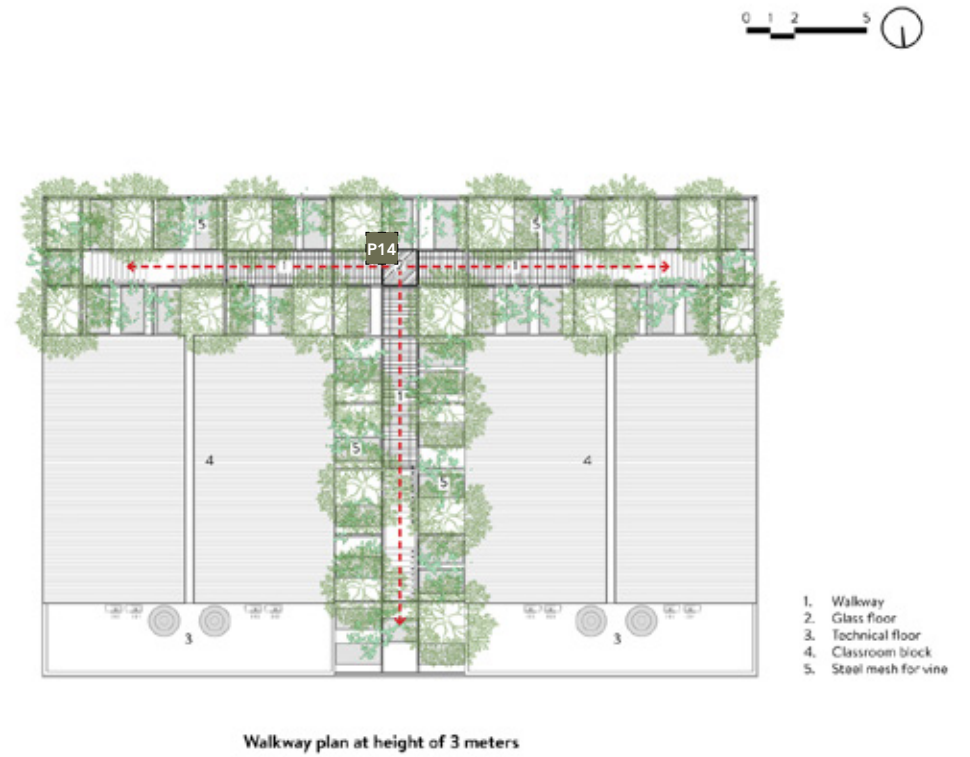 0 1 2 5
5 5
P14
1 1
1
5
4 4
5
3 3
1. Walkway
2. Glass floor
3. Technical floor
4. Classroom block
5. Steel mesh for vine
Walkway plan at height of 3 meters